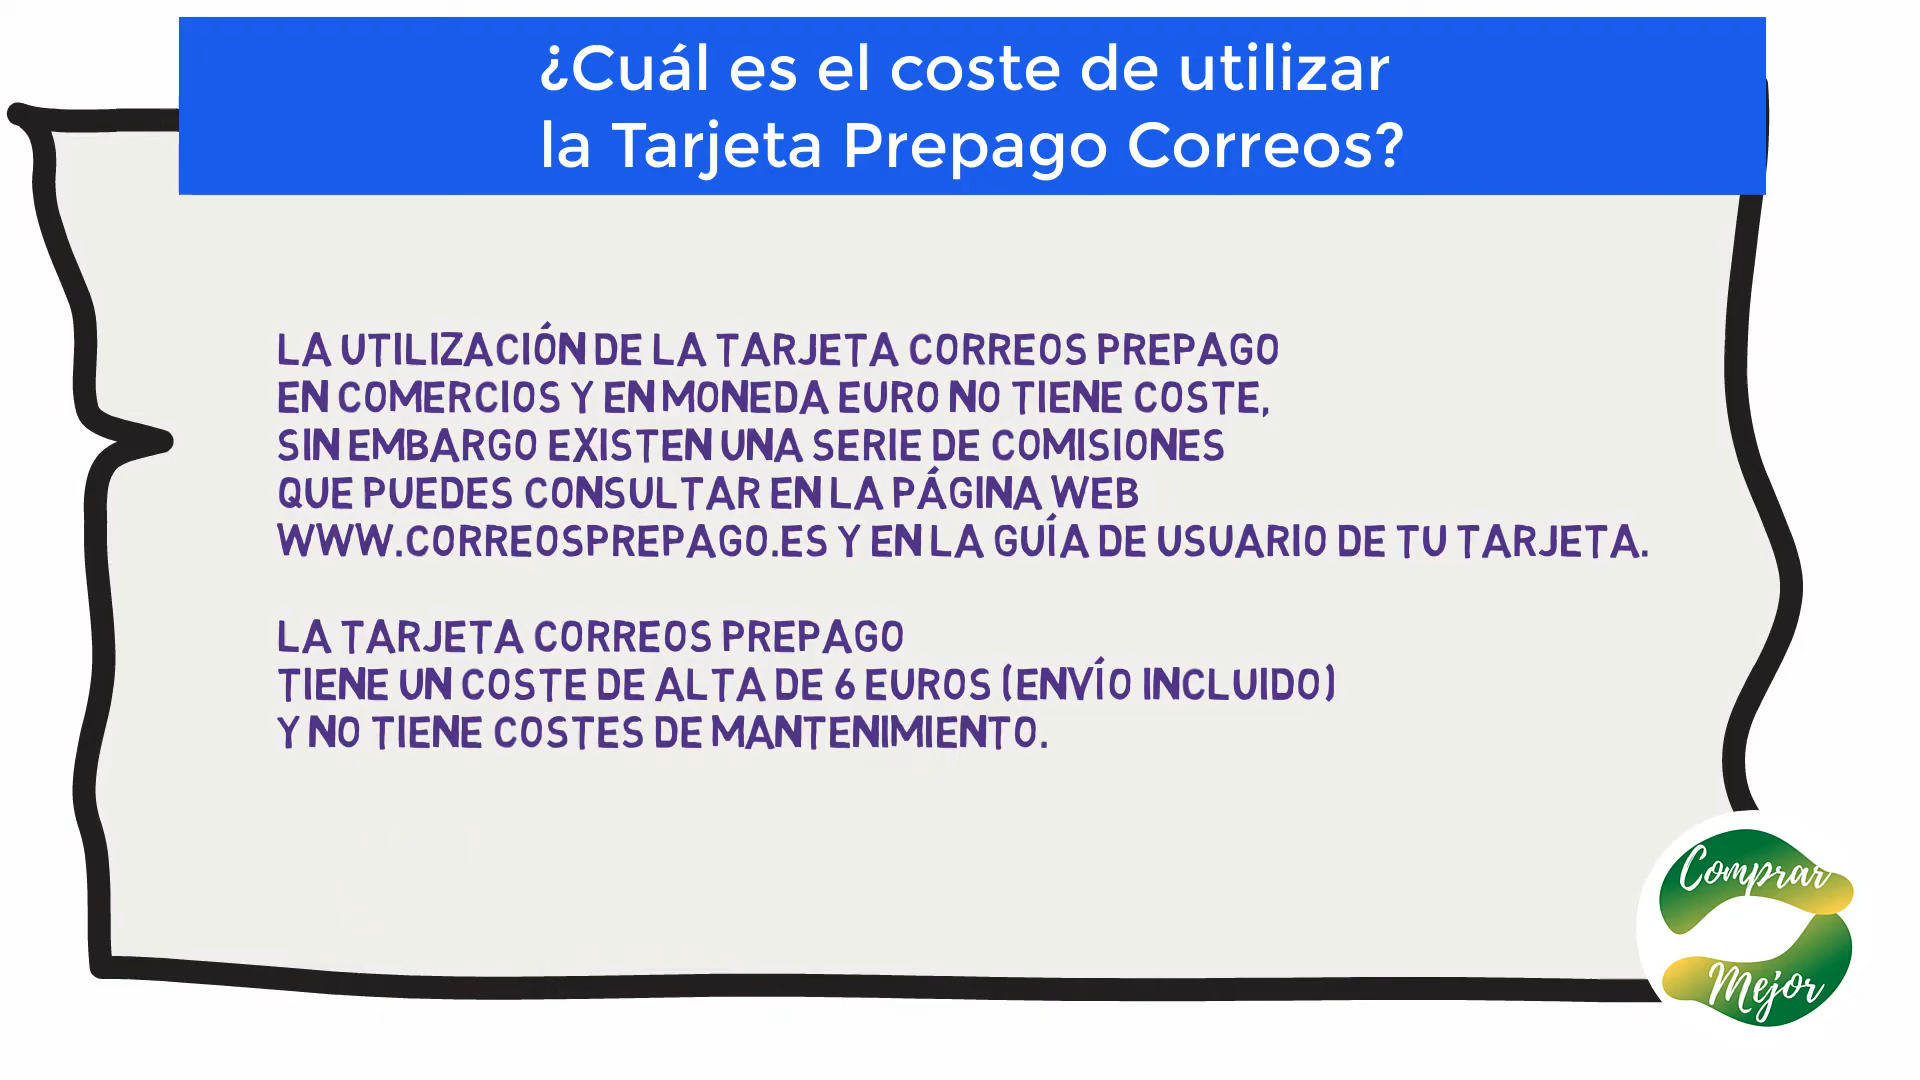 ¿Cuál es el coste de utilizar
la Tarjeta Prepago Correos?
LA UTILIZACIÓN DE LA TARJETA CORREOS PREPAGO
EN COMERCIOS Y EN MONEDA EURO NO TIENE COSTE,
SIN EMBARGO EXISTEN UNA SERIE DE COMISIONES
QUE PUEDES CONSULTAR EN LA PÁGINA WEB
WWW.CORREOSPREPAGO.ES Y EN LA GUÍA DE USUARIO DE TU TARJETA.
LA TARJETA CORREOS PREPAGO
TIENE UN COSTE DE ALTA DE 6 EUROS (ENVÍO INCLUIDO)
Y NO TIENE COSTES DE MANTENIMIENTO.
Comprar
Mejor